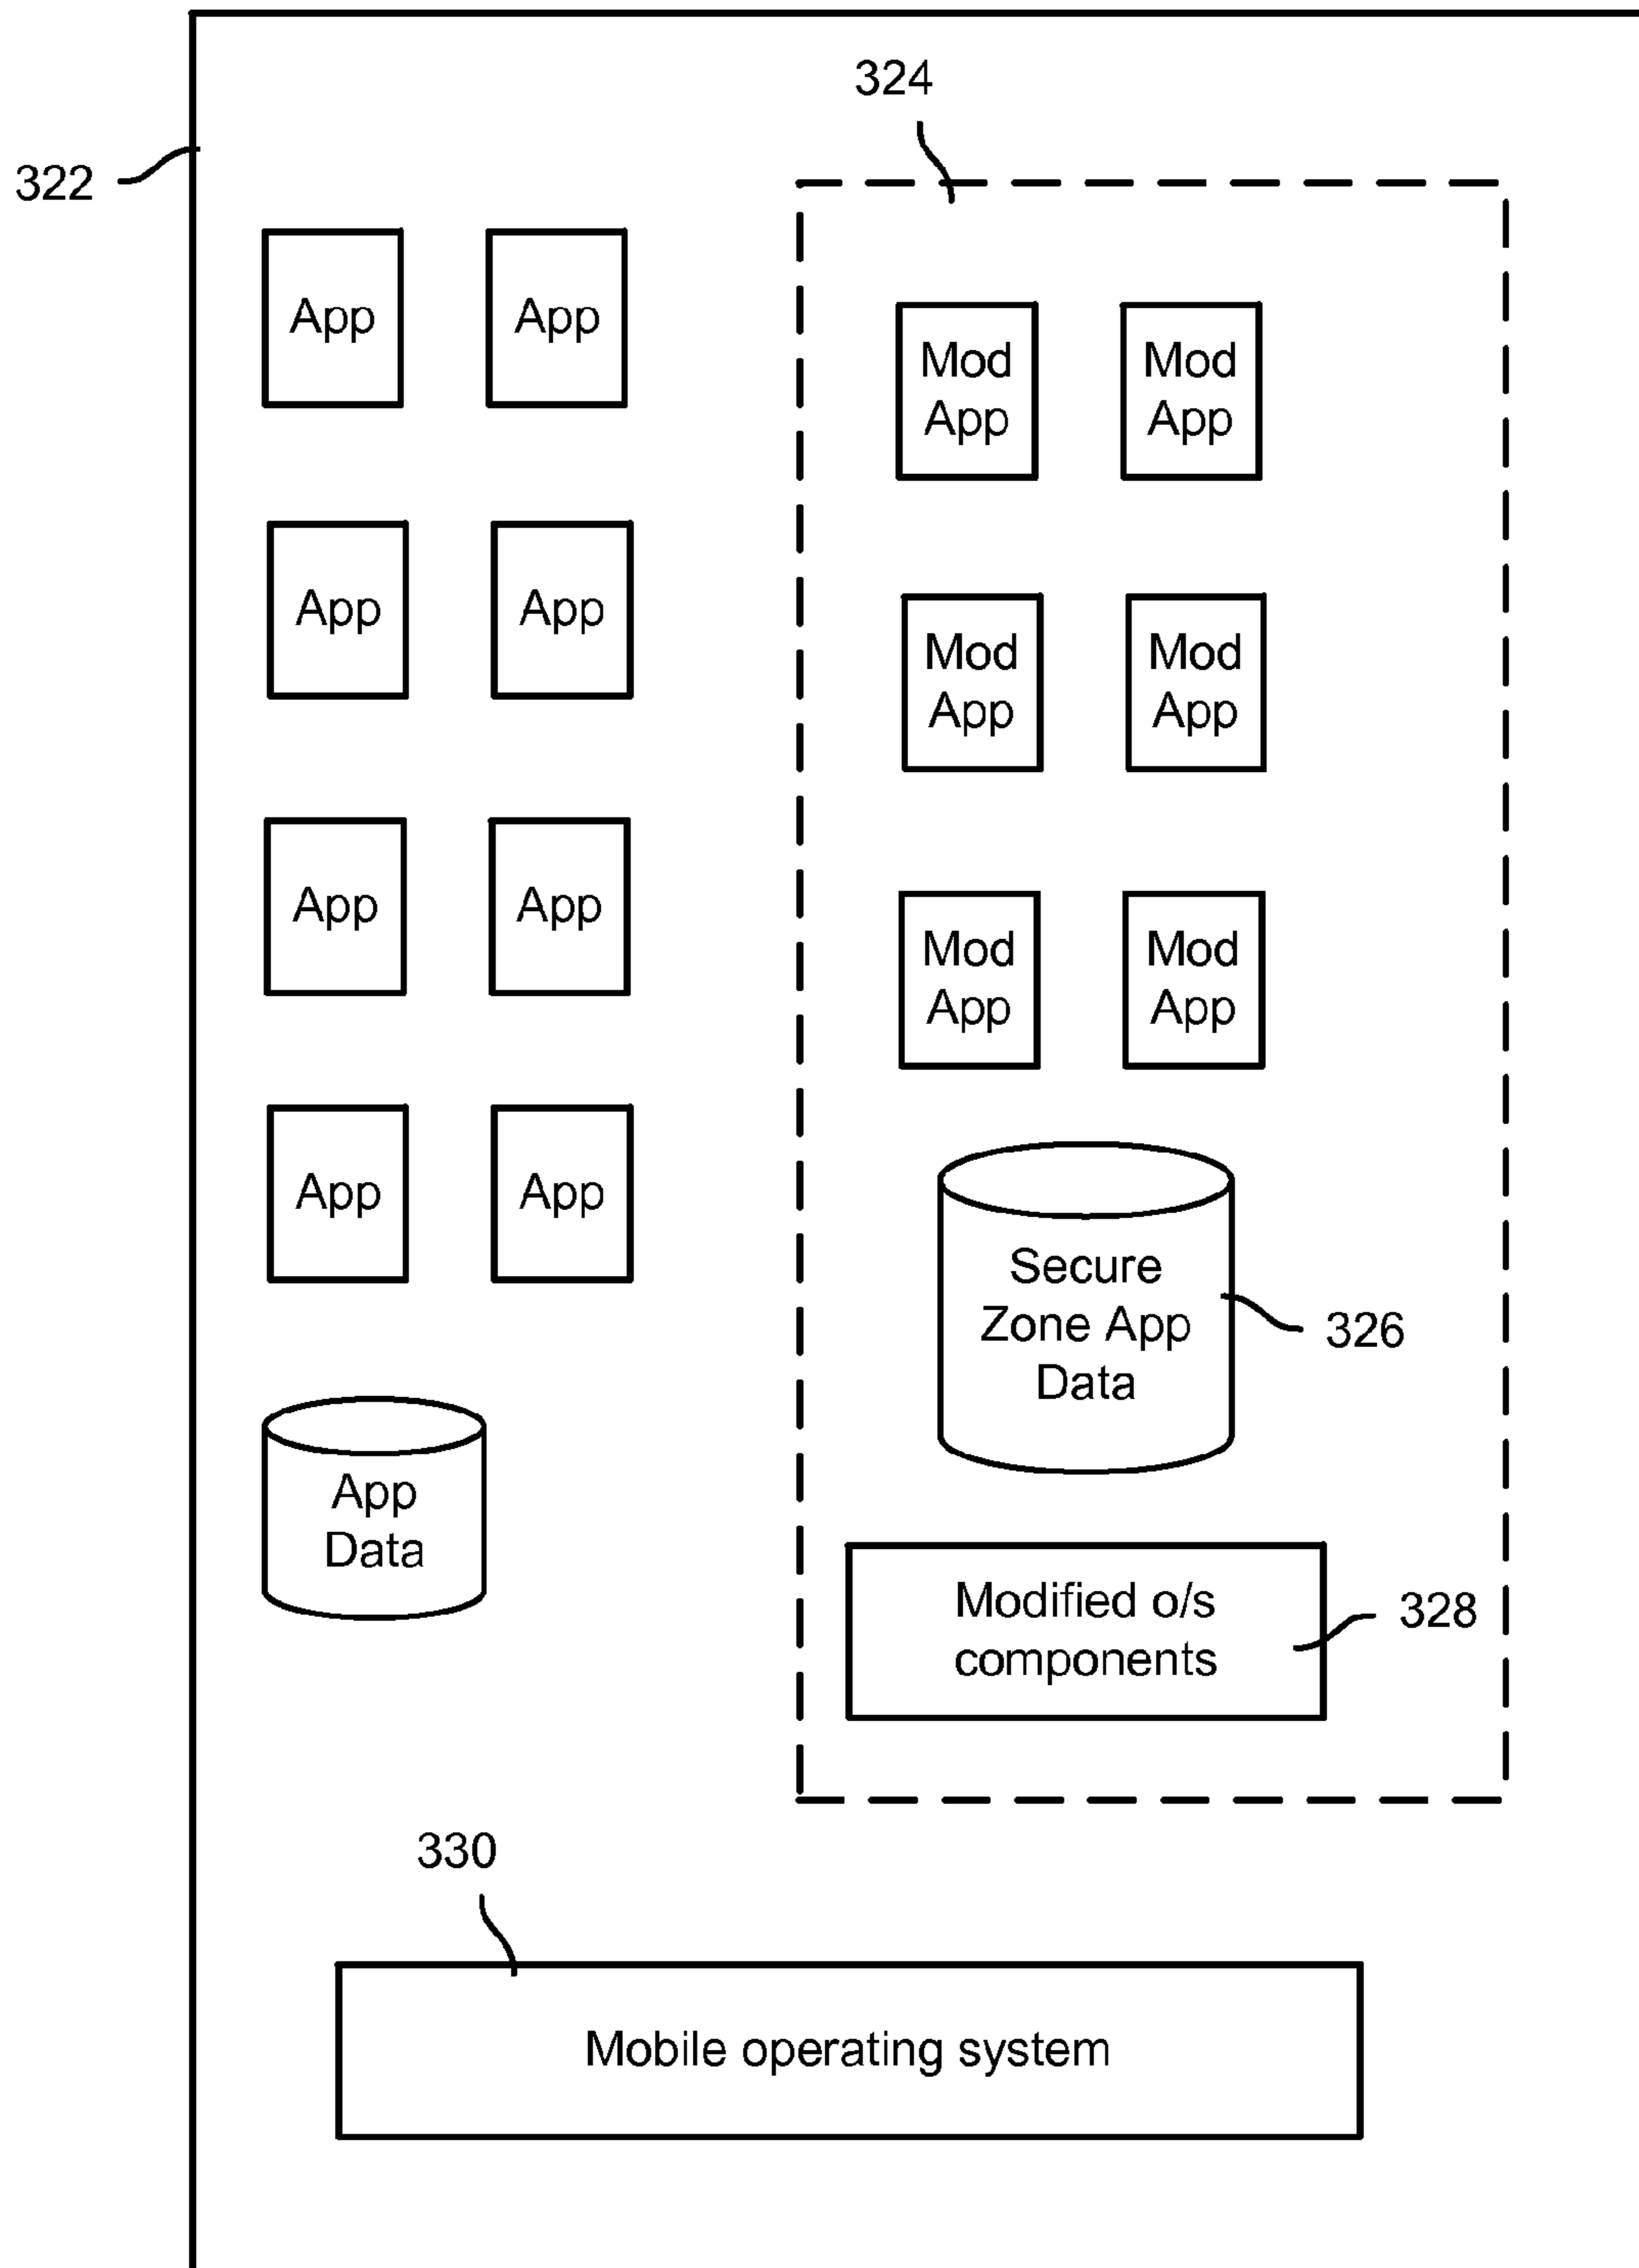 324
322
App
App
Mod
App
Mod
App
App
App
Mod
App
Mod
App
App
App
Mod
App
Mod
App
App
App
Secure
Zone App
Data
326
App
Data
Modified o/s
components
328
330
Mobile operating system